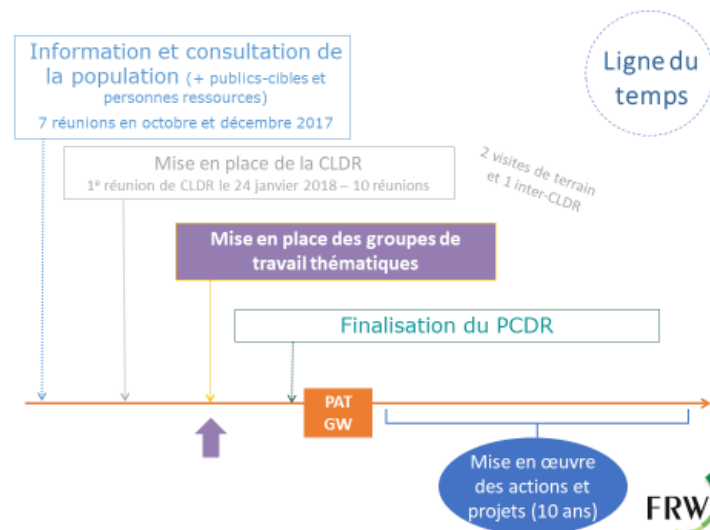 Information et consultation de
la population (+ publics-cibles et
personnes ressources)
7 réunions en octobre et décembre 2017
Ligne du
temps
Mise en place de la CLDR
1e réunion de CLDR le 24 janvier 2018 – 10 réunions
2 visites de terrain
et 1 inter-CLDR
Mise en place des groupes de
travail thématiques
Finalisation du PCDR
PAT
GW
Mise en œuvre
des actions et
projets (10 ans)
FRW